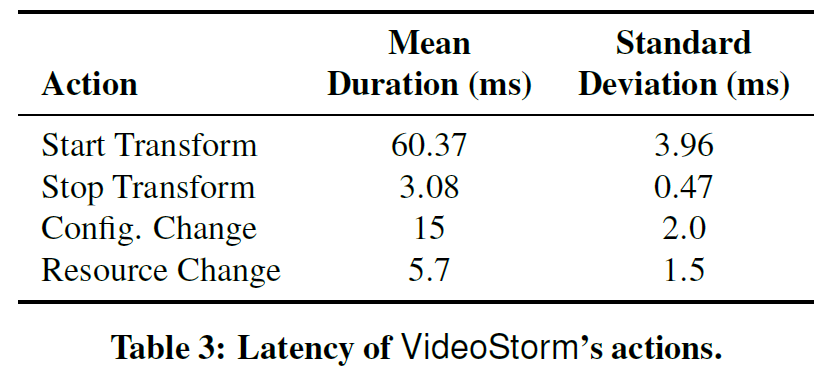 Mean Standard
Action Duration (ms) Deviation (ms)
Start Transform 60.37 3.96
Stop Transform 3.08 0.47
Config. Change 15 2.0
Resource Change 5.7 1.5
Table 3: Latency of VideoStorm’s actions.